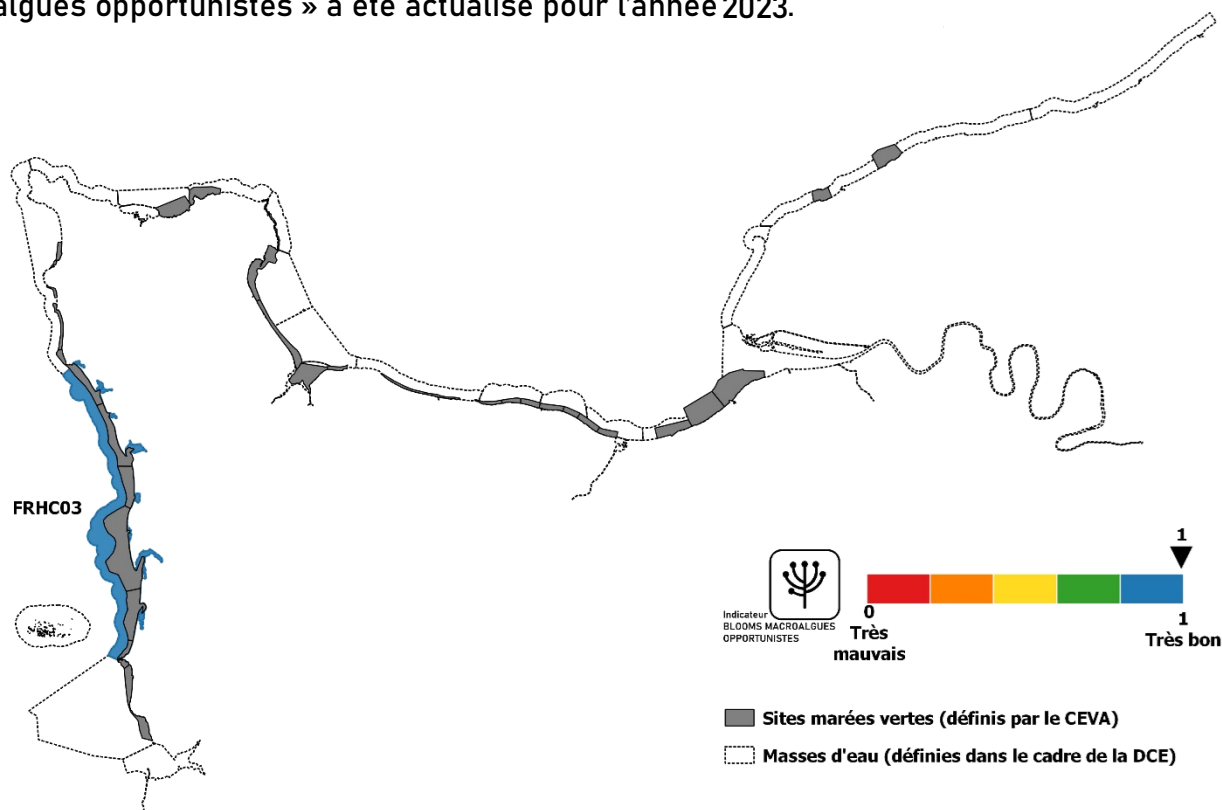 algues opportunistes » a été actualisé pour l'année 2023.
FRHC03
1
Indicateur
BLOOMS MACROALGUES
OPPORTUNISTES
0
Très
mauvais
1
Très bon
Sites marées vertes (définis par le CEVA)
Masses d'eau (définies dans le cadre de la DCE)